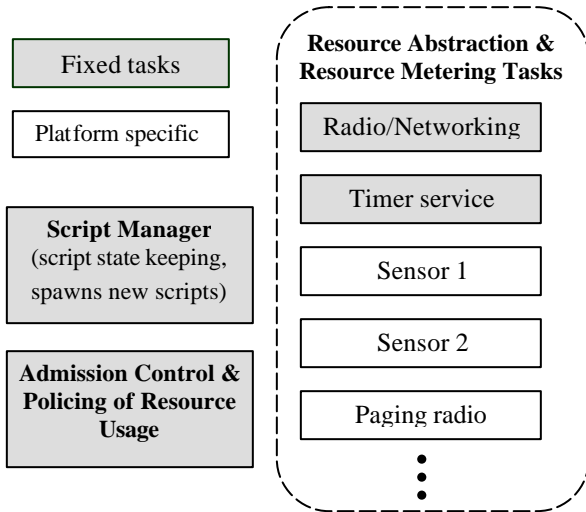 Fixed tasks
Platform specific
Script Manager
(script state keeping,
spawns new scripts)
Admission Control &
Policing of Resource
Usage
Resource Abstraction &
Resource Metering Tasks
Radio/Networking
Timer service
Sensor 1
Sensor 2
Paging radio